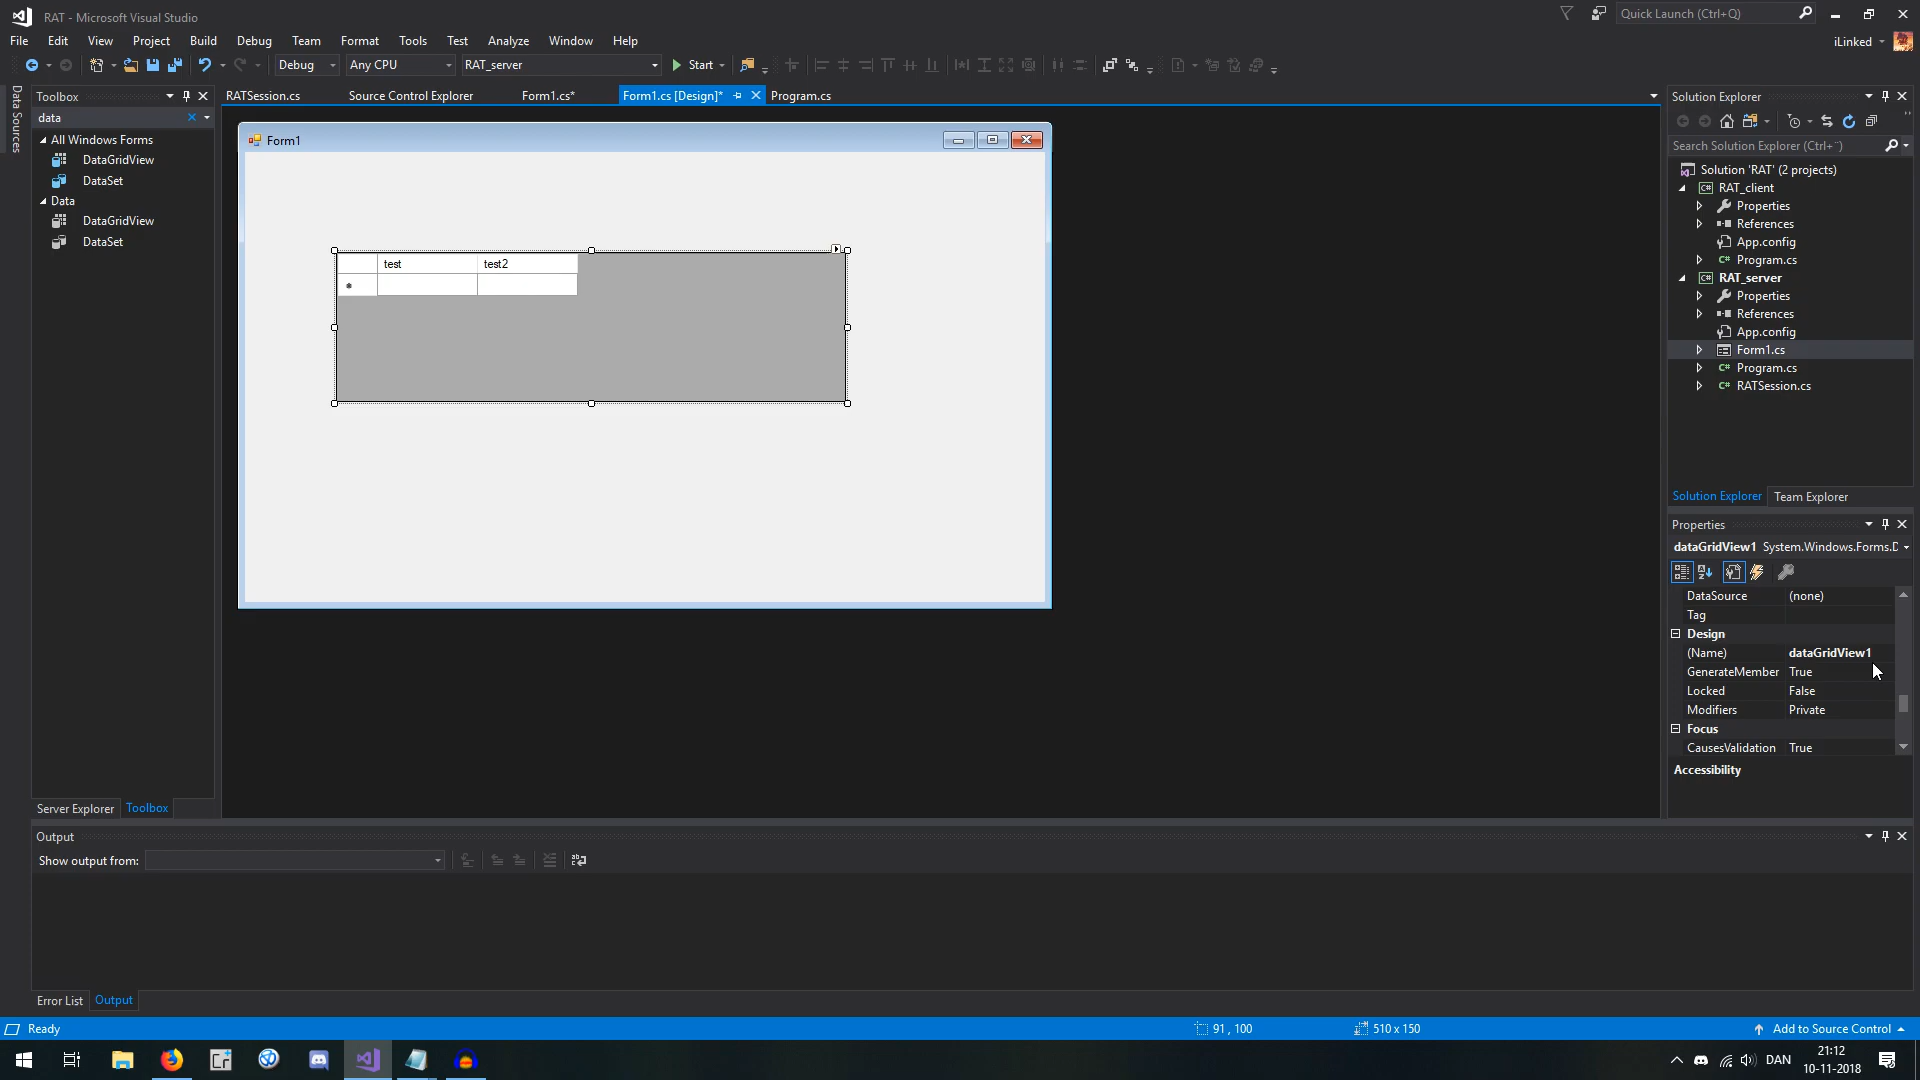 RAT - Microsoft Visual Studio
Quick Launch (Ctrl+Q)
File Edit View Project Build Debug Team Format Tools Test Analyze Window Help
iLinked
Debug Any CPU RAT_server Start
Data Sources
Toolbox
data
All Windows Forms
DataGridView
DataSet
Data
DataGridView
DataSet
Server Explorer Toolbox
RATSession.cs Source Control Explorer Form1.cs* Form1.cs [Design]* Program.cs
Form1
test test2
Solution Explorer
Search Solution Explorer (Ctrl+¨)
Solution 'RAT' (2 projects)
RAT_client
Properties
References
App.config
Program.cs
RAT_server
Properties
References
App.config
Form1.cs
Program.cs
RATSession.cs
Solution Explorer Team Explorer
Properties
dataGridView1 System.Windows.Forms.D
DataSource (none)
Tag
Design
(Name) dataGridView1
GenerateMember True
Locked False
Modifiers Private
Focus
CausesValidation True
Accessibility
Output
Show output from:
Error List Output
Ready 91 , 100 510 x 150 Add to Source Control
DAN
21:12
10-11-2018